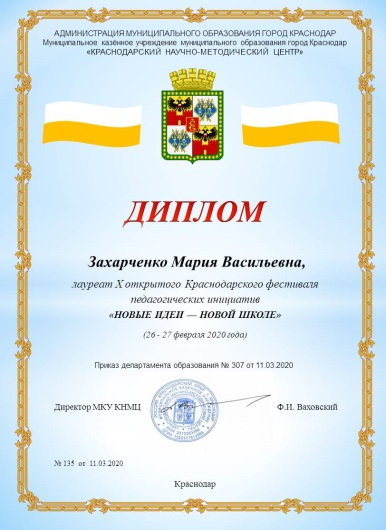 АДМИНИСТРАЦИЯ МУНИЦИПАЛЬНОГО ОБРАЗОВАНИЯ ГОРОД КРАСНОДАР
Муниципальное казённое учреждение муниципального образования город Краснодар
«КРАСНОДАРСКИЙ НАУЧНО-МЕТОДИЧЕСКИЙ ЦЕНТР»
ДИПЛОМ
Захарченко Мария Васильевна,
лауреат X открытого Краснодарского фестиваля
педагогических инициатив
«НОВЫЕ ИДЕИ — НОВОЙ ШКОЛЕ»
(26 - 27 февраля 2020 года)
Приказ департамента образования № 307 от 11.03.2020
Директор МКУ КНМЦ Ф.И. Ваховский
№ 135 от 11.03.2020
Краснодар